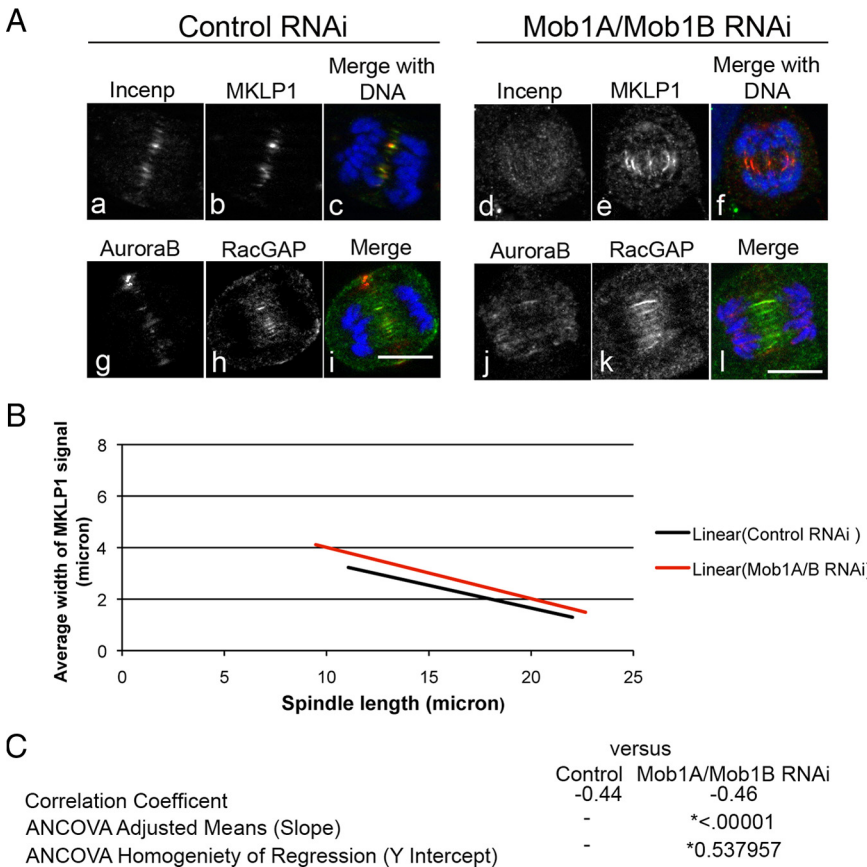 A
Control RNAi
Mob1A/Mob1B RNAi
Incenp
MKLP1
Merge with
DNA
Incenp
MKLP1
Merge with
DNA
a
b
c
d
e
f
AuroraB
RacGAP
Merge
AuroraB
RacGAP
Merge
g
h
i
j
k
l
B
Average width of MKLP1 signal
(micron)
8
6
4
2
0
0
5
10
15
20
25
Spindle length (micron)
Linear(Control RNAi )
Linear(Mob1A/B RNAi)
C
versus
Control Mob1A/Mob1B RNAi
Correlation Coefficent -0.44 -0.46
ANCOVA Adjusted Means (Slope) - *<.00001
ANCOVA Homogeniety of Regression (Y Intercept) - *0.537957